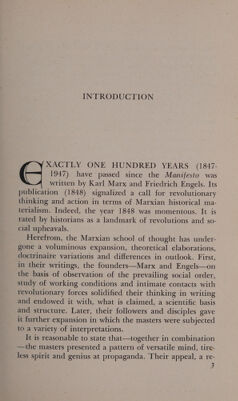 INTRODUCTION
EXACTLY ONE HUNDRED YEARS (1847-
1947) have passed since the Manifesto was
written by Karl Marx and Friedrich Engels. Its
publication (1848) signalized a call for revolutionary
thinking and action in terms of Marxian historical ma-
terialism. Indeed, the year 1848 was momentous. It is
rated by historians as a landmark of revolutions and so-
cial upheavals.
Herefrom, the Marxian school of thought has under-
gone a voluminous expansion, theoretical elaborations,
doctrinaire variations and differences in outlook. First,
in their writings, the founders—Marx and Engels—on
the basis of observation of the prevailing social order,
study of working conditions and intimate contacts with
revolutionary forces solidified their thinking in writing
and endowed it with, what is claimed, a scientific basis
and structure. Later, their followers and disciples gave
it further expansion in which the masters were subjected
to a variety of interpretations.
It is reasonable to state that—together in combination
—the masters presented a pattern of versatile mind, tire-
less spirit and genius at propaganda. Their appeal, a re-
3